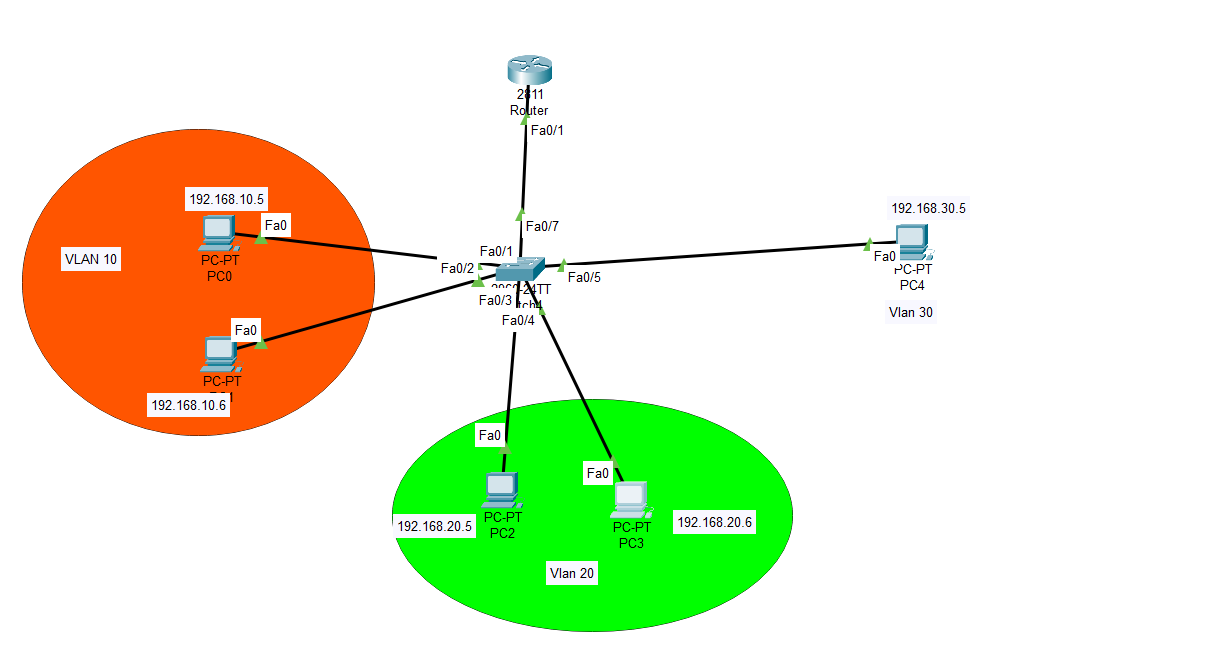 2811
Router
Fa0/1
192.168.10.5
Fa0
VLAN 10
PC-PT
PC0
Fa0/7
Fa0/1
Fa0/2
Fa0/5
Fa0/3
Fa0/4
192.168.30.5
Fa0
PC-PT
PC4
Vlan 30
Fa0
PC-PT
192.168.10.6
Fa0
PC-PT
PC2
192.168.20.5
Fa0
PC-PT
PC3
192.168.20.6
Vlan 20